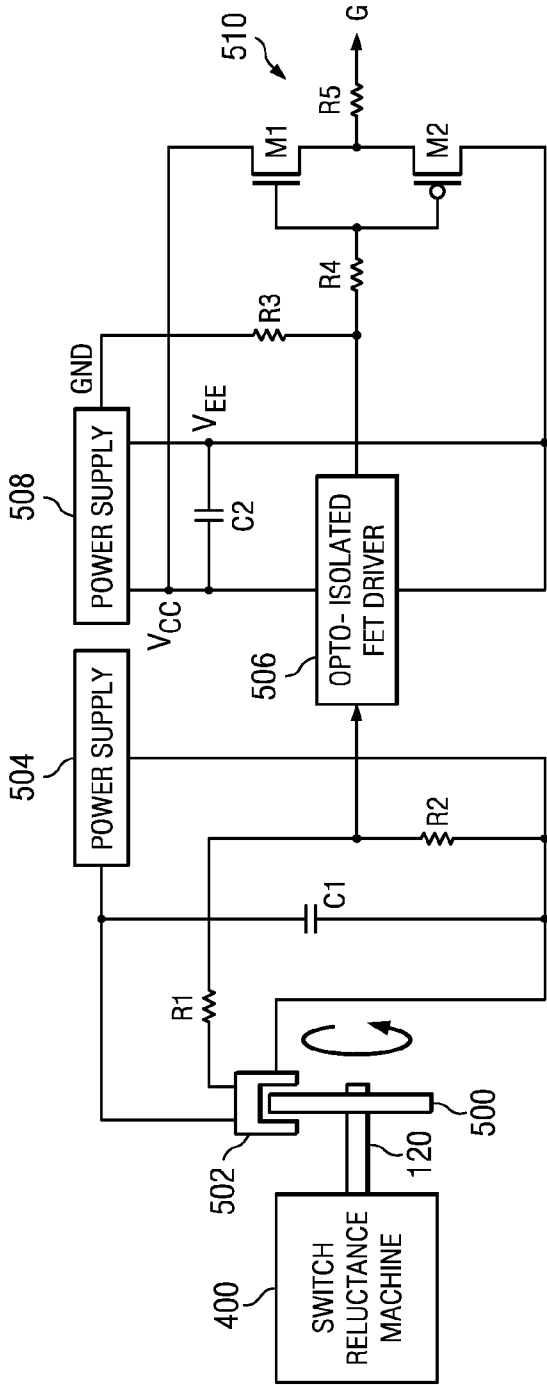 504
POWER SUPPLY
508
POWER SUPPLY
GND
VCC
VEE
C2
R3
510
R1
C1
R2
506
OPTO- ISOLATED
FET DRIVER
R4
M1
M2
R5
G
502
400
SWITCH
RELUCTANCE
MACHINE
120
500